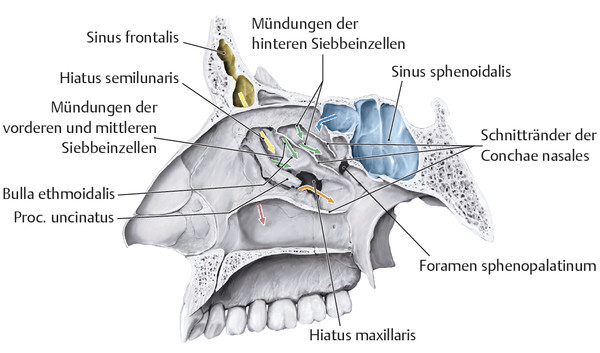 Mündungen der
hinteren Siebbeinzellen
Sinus frontalis
Hiatus semilunaris
Sinus sphenoidalis
Mündungen der
vorderen und mittleren
Siebbeinzellen
Schnittränder der
Conchae nasales
Bulla ethmoidalis
Proc. uncinatus
Foramen sphenopalatinum
Hiatus maxillaris